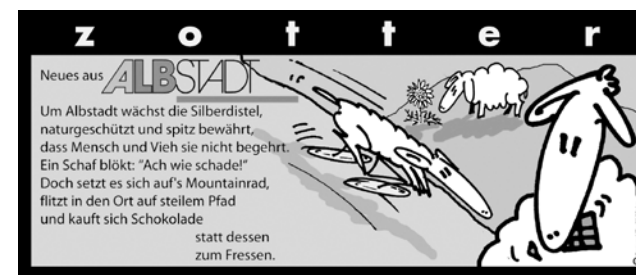 zotter
Neues aus ALBSTADT
Um Albstadt wächst die Silberdistel,
naturgeschützt und spitz bewährt,
dass Mensch und Vieh sie nicht begehrt.
Ein Schaf blökt: "Ach wie schade!"
Doch setzt es sich auf's Mountainrad,
flitzt in den Ort auf steilem Pfad
und kauft sich Schokolade
statt dessen
zum Fressen.